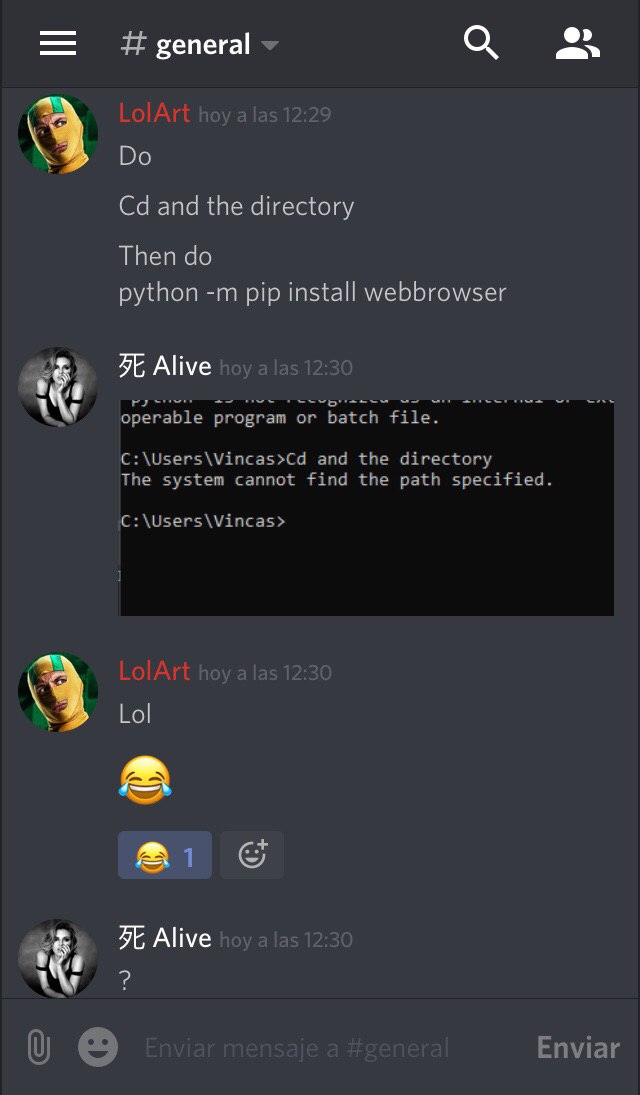 # general
LolArt hoy a las 12:29
Do
Cd and the directory
Then do
python -m pip install webbrowser
死 Alive hoy a las 12:30
operable program or batch file.
C:\Users\Vincas>Cd and the directory
The system cannot find the path specified.
C:\Users\Vincas>
LolArt hoy a las 12:30
Lol
😂
😂 1
死 Alive hoy a las 12:30
?
Enviar mensaje a #general
Enviar